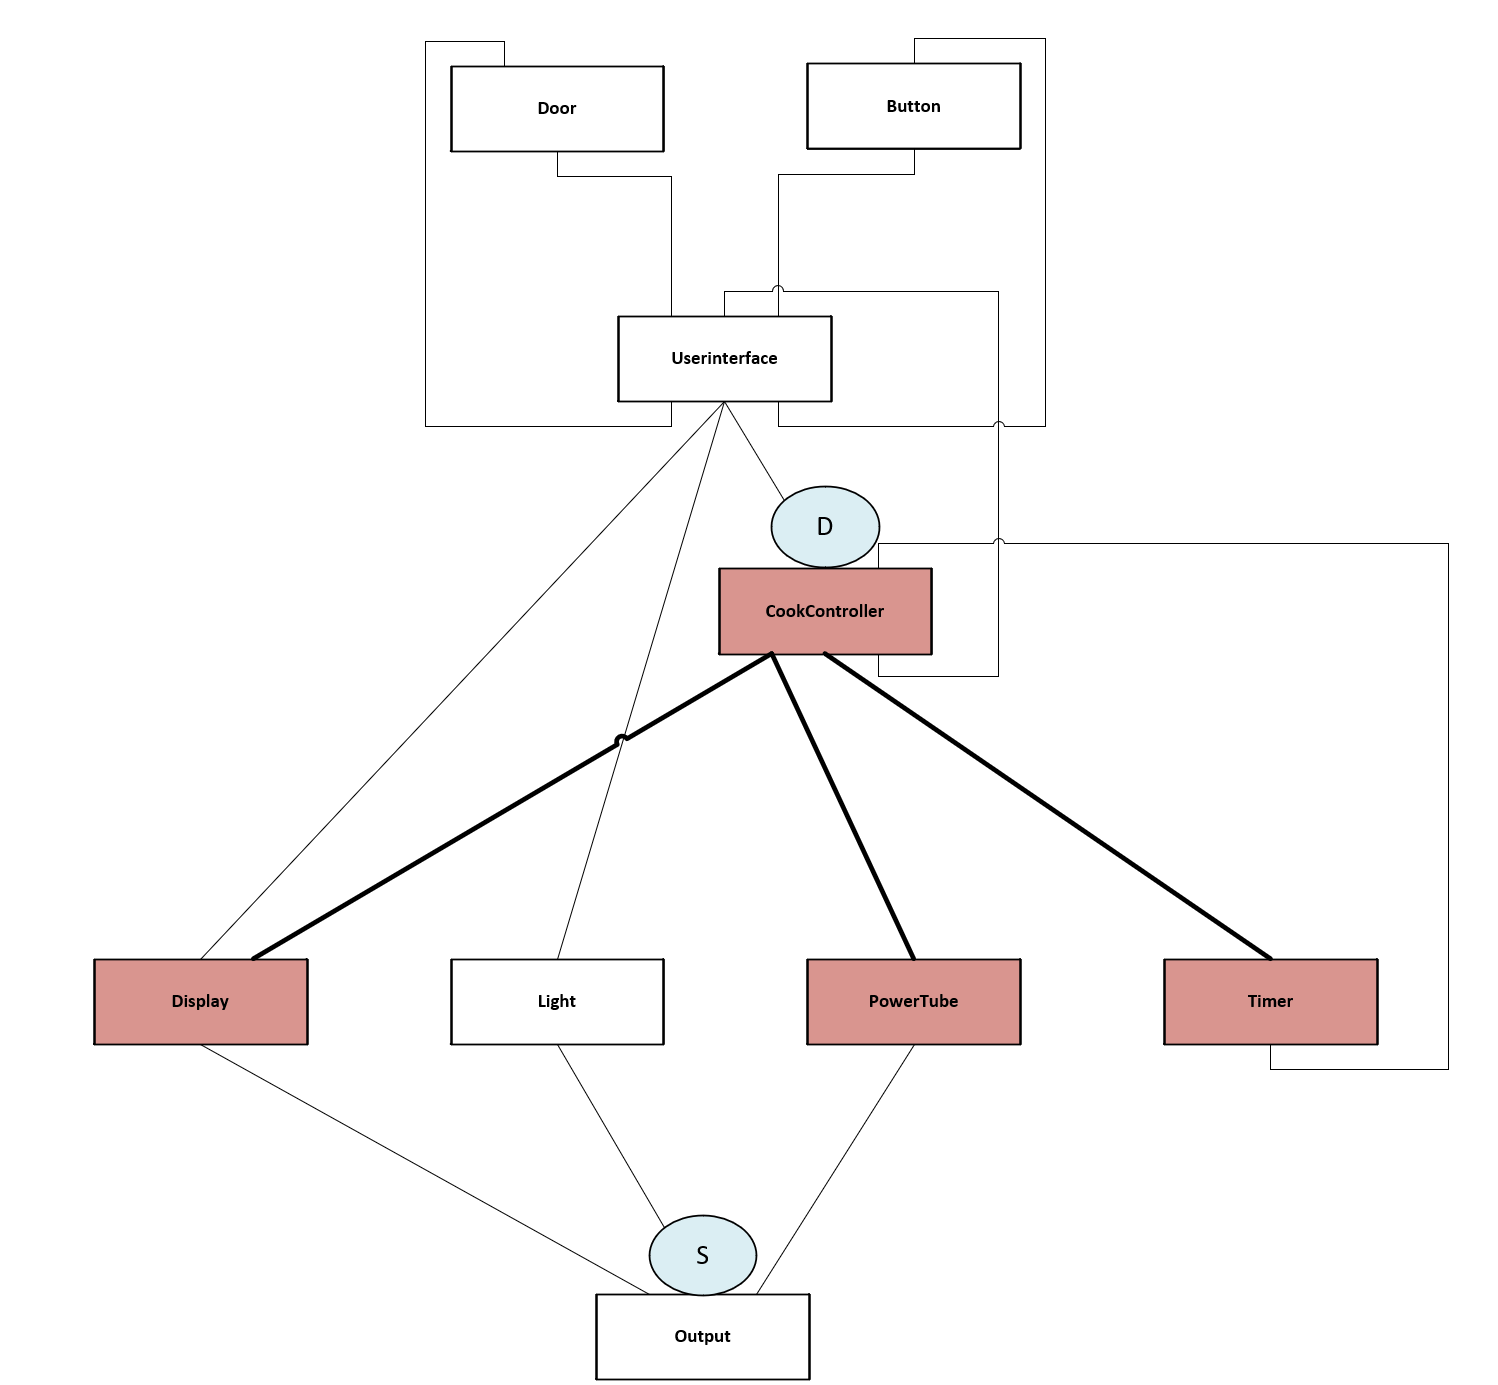 Door
Button
Userinterface
D
CookController
Display
Light
PowerTube
Timer
S
Output